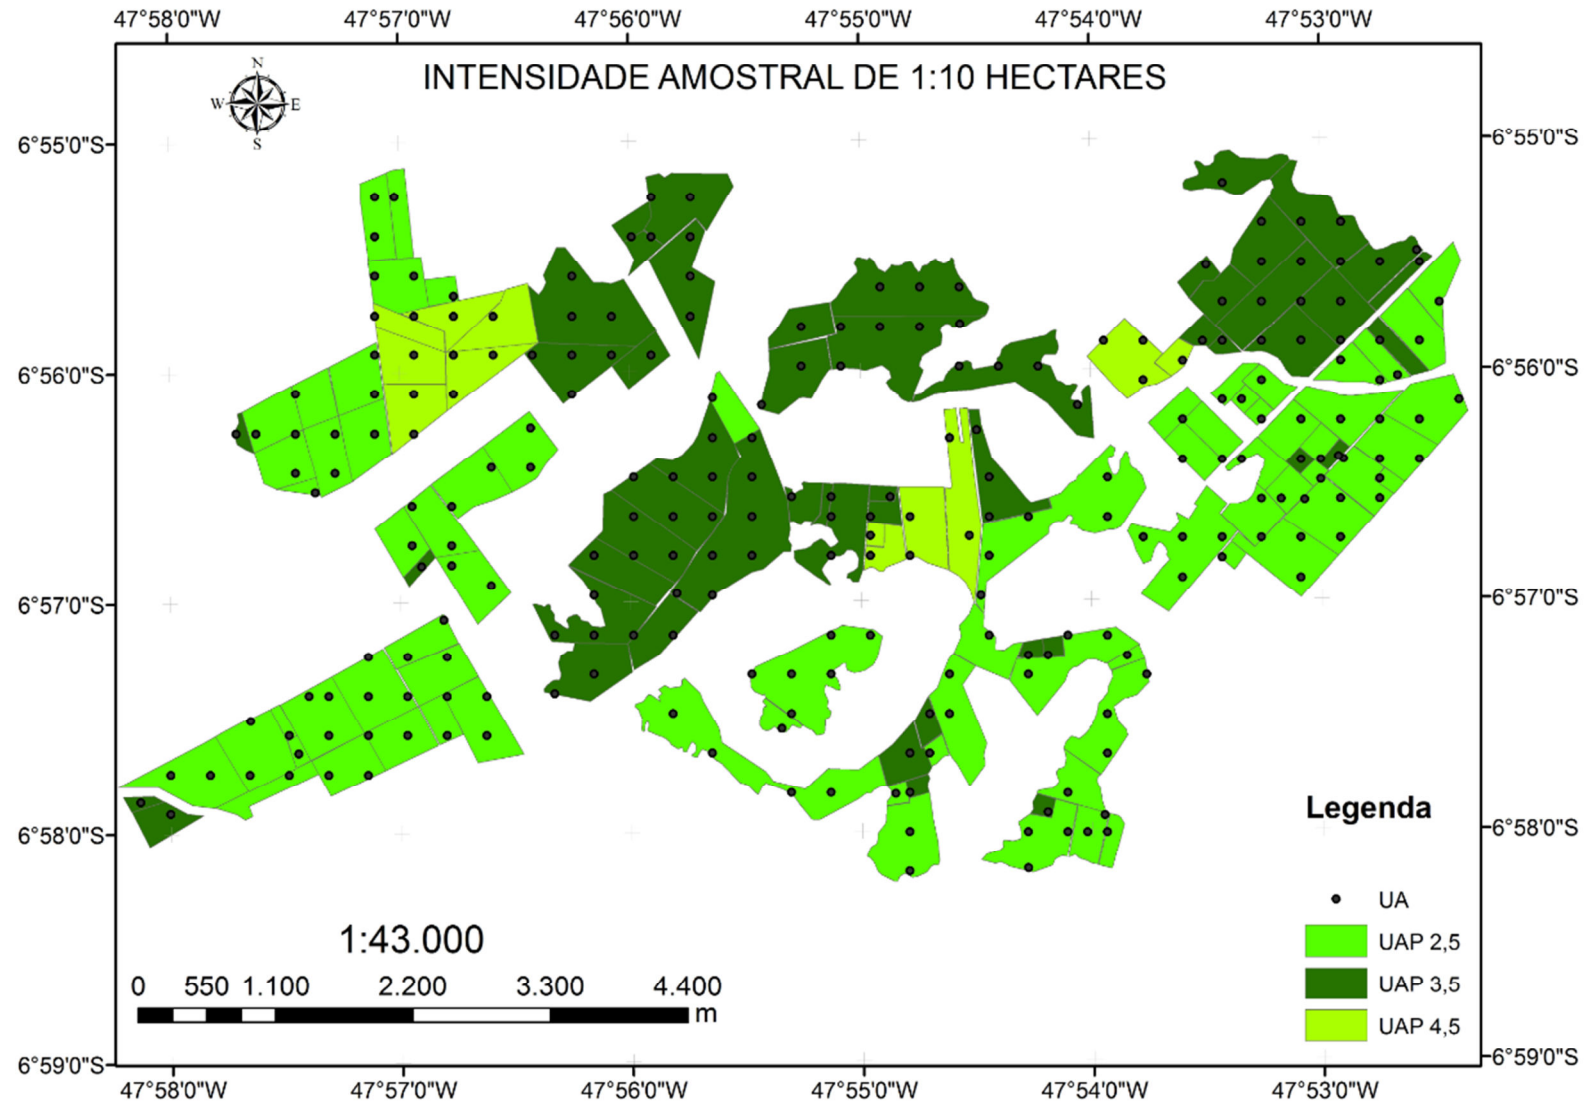 47°58'0"W 47°57'0"W 47°56'0"W 47°55'0"W 47°54'0"W 47°53'0"W
INTENSIDADE AMOSTRAL DE 1:10 HECTARES
N
W E
S
6°55'0"S 6°55'0"S
6°56'0"S 6°56'0"S
6°57'0"S 6°57'0"S
6°58'0"S 6°58'0"S
Legenda
UA
UAP 2,5
UAP 3,5
UAP 4,5
1:43.000
0 550 1.100 2.200 3.300 4.400
m
6°59'0"S 6°59'0"S
47°58'0"W 47°57'0"W 47°56'0"W 47°55'0"W 47°54'0"W 47°53'0"W